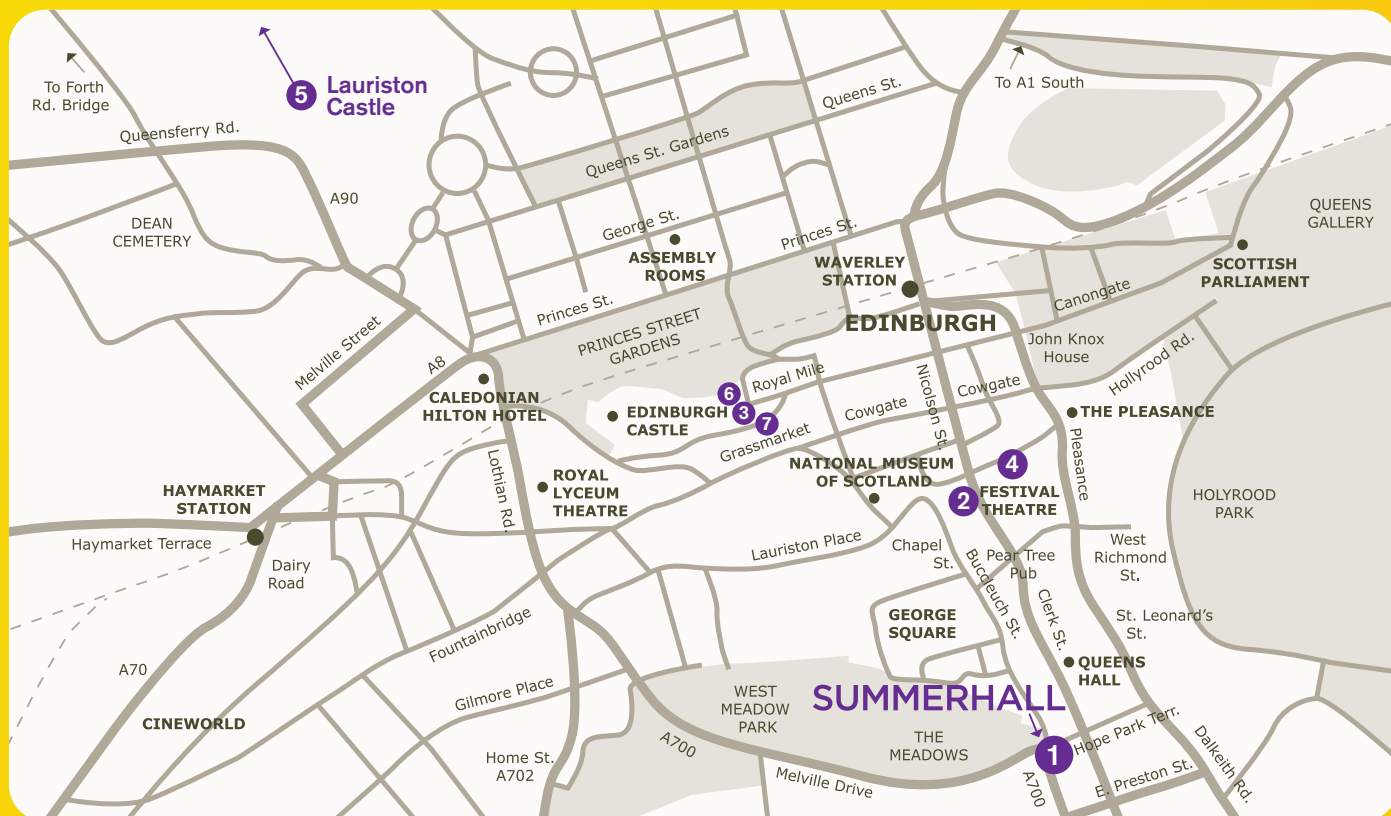 To Forth
Rd. Bridge
5
Lauriston
Castle
Queensferry Rd.
A90
DEAN
CEMETERY
Queens St. Gardens
Queens St.
To A1 South
George St.
ASSEMBLY
ROOMS
Princes St.
Princes St.
WAVERLEY
STATION
EDINBURGH
QUEENS
GALLERY
SCOTTISH
PARLIAMENT
Canongate
John Knox
House
Hollyrood Rd.
PRINCES STREET
GARDENS
Melville Street
A8
CALEDONIAN
HILTON HOTEL
EDINBURGH
CASTLE
6
3
7
Royal Mile
Grassmarket
Cowgate
Cowgate
Nicolson St.
THE PLEASANCE
Pleasance
NATIONAL MUSEUM
OF SCOTLAND
4
2
FESTIVAL
THEATRE
HOLYROOD
PARK
HAYMARKET
STATION
Haymarket Terrace
Dairy
Road
Lothian Rd.
ROYAL
LYCEUM
THEATRE
Lauriston Place
Chapel
St.
Buccleuch St.
Pear Tree
Pub
West
Richmond
St.
Clerk St.
St. Leonard's
St.
GEORGE
SQUARE
QUEENS
HALL
Fountainbridge
Gilmore Place
A70
CINEWORLD
Home St.
A702
A700
WEST
MEADOW
PARK
SUMMERHALL
THE
MEADOWS
1
Hope Park Terr.
Melville Drive
A700
E. Preston St.
Dalkeith Rd.